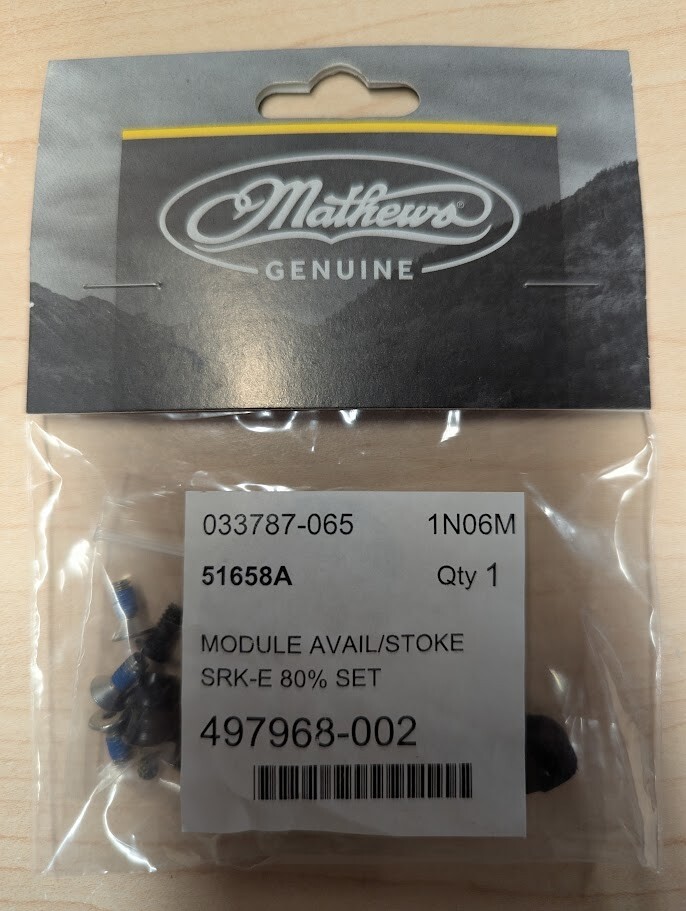 Mathews®
GENUINE
033787-065 1N06M
51658A Qty 1
MODULE AVAIL/STOKE
SRK-E 80% SET
497968-002